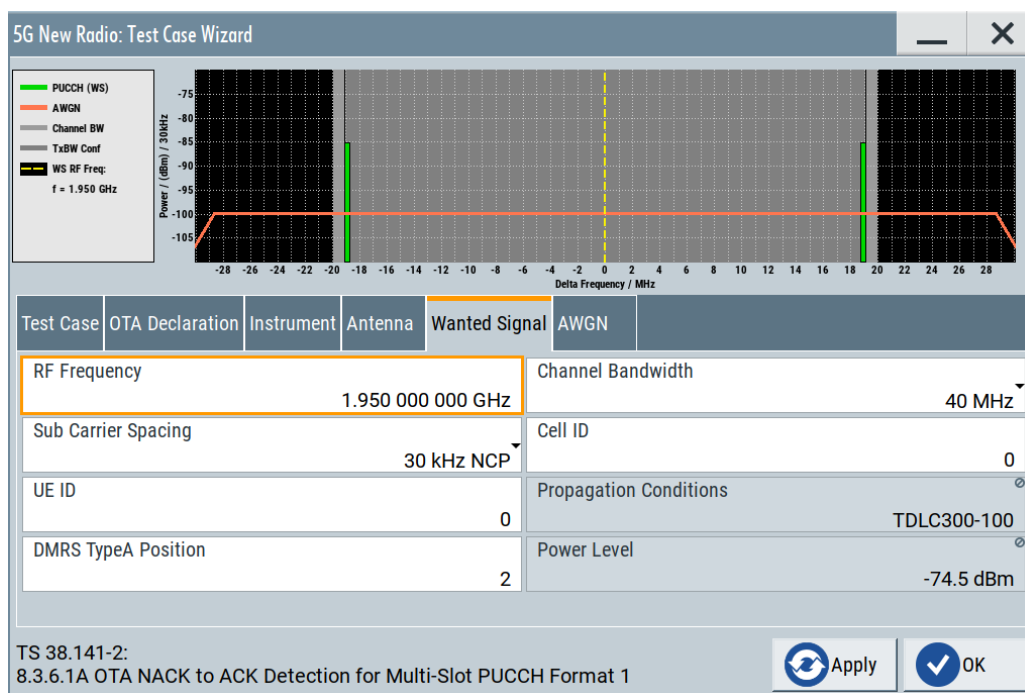 5G New Radio: Test Case Wizard
PUCCH (WS)
AWGN
Channel BW
TxBW Conf
WS RF Freq:
f = 1.950 GHz
Power / (dBm) / 30kHz
-75
-80
-85
-90
-95
-100
-105
-28 -26 -24 -22 -20 -18 -16 -14 -12 -10 -8 -6 -4 -2 0 2 4 6 8 10 12 14 16 18 20 22 24 26 28
Delta Frequency / MHz
Test Case OTA Declaration Instrument Antenna Wanted Signal AWGN
RF Frequency
1.950 000 000 GHz
Channel Bandwidth
40 MHz
Sub Carrier Spacing
30 kHz NCP
Cell ID
0
UE ID
0
Propagation Conditions
TDLC300-100
DMRS TypeA Position
2
Power Level
-74.5 dBm
TS 38.141-2:
8.3.6.1A OTA NACK to ACK Detection for Multi-Slot PUCCH Format 1
Apply
OK